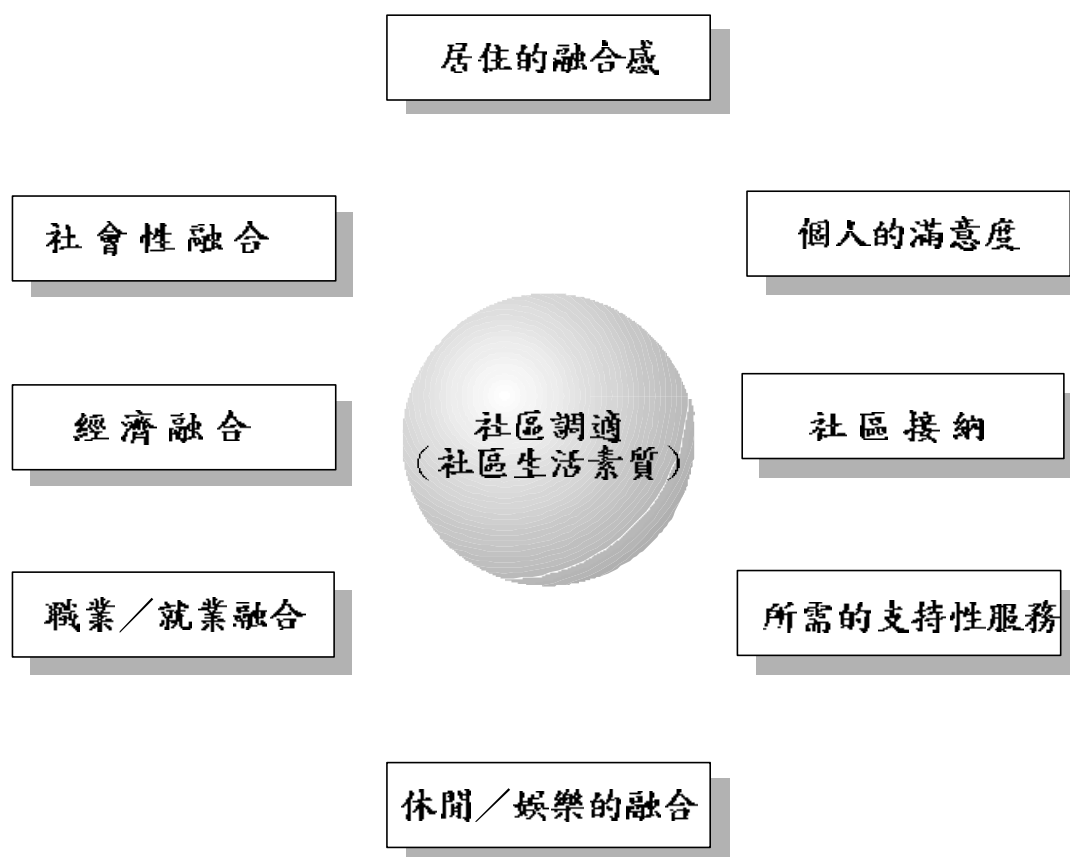 居住的融合感
社會性融合
個人的滿意度
經濟融合
社區調適
（社區生活素質）
社區接納
職業／就業融合
所需的支持性服務
休閒／娛樂的融合